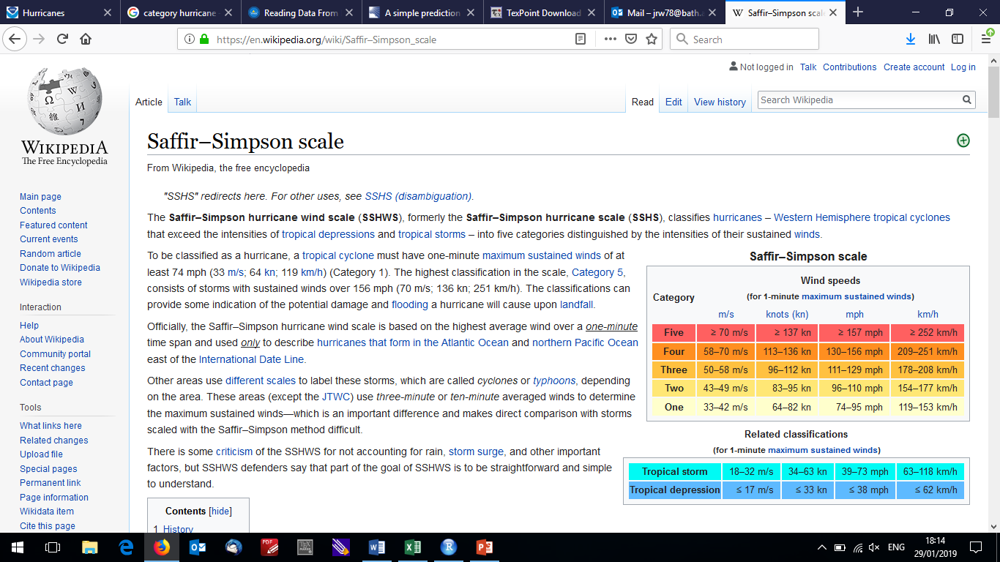 Hurricanes
category hurricane
Reading Data From
A simple prediction
TexPoint Download
Mail – jrw78@bath.a
Saffir–Simpson scale
https://en.wikipedia.org/wiki/Saffir–Simpson_scale
Search
Not logged in Talk Contributions Create account Log in
Article Talk
Read Edit View history
Search Wikipedia
WIKIPEDIA
The Free Encyclopedia
Main page
Contents
Featured content
Current events
Random article
Donate to Wikipedia
Wikipedia store
Interaction
Help
About Wikipedia
Community portal
Recent changes
Contact page
Tools
What links here
Related changes
Upload file
Special pages
Permanent link
Page information
Wikidata item
Cite this page
Saffir–Simpson scale
From Wikipedia, the free encyclopedia
"SSHS" redirects here. For other uses, see SSHS (disambiguation).
The Saffir–Simpson hurricane wind scale (SSHWS), formerly the Saffir–Simpson hurricane scale (SSHS), classifies hurricanes – Western Hemisphere tropical cyclones
that exceed the intensities of tropical depressions and tropical storms – into five categories distinguished by the intensities of their sustained winds.
To be classified as a hurricane, a tropical cyclone must have one-minute maximum sustained winds of at
least 74 mph (33 m/s; 64 kn; 119 km/h) (Category 1). The highest classification in the scale, Category 5,
consists of storms with sustained winds over 156 mph (70 m/s; 136 kn; 251 km/h). The classifications can
provide some indication of the potential damage and flooding a hurricane will cause upon landfall.
Officially, the Saffir–Simpson hurricane wind scale is based on the highest average wind over a one-minute
time span and used only to describe hurricanes that form in the Atlantic Ocean and northern Pacific Ocean
east of the International Date Line.
Other areas use different scales to label these storms, which are called cyclones or typhoons, depending
on the area. These areas (except the JTWC) use three-minute or ten-minute averaged winds to determine
the maximum sustained winds—which is an important difference and makes direct comparison with storms
scaled with the Saffir–Simpson method difficult.
There is some criticism of the SSHWS for not accounting for rain, storm surge, and other important
factors, but SSHWS defenders say that part of the goal of SSHWS is to be straightforward and simple
to understand.
Contents [hide]
1 History
Saffir–Simpson scale
Category
Wind speeds
(for 1-minute maximum sustained winds)
m/s knots (kn) mph km/h
Five ≥ 70 m/s ≥ 137 kn ≥ 157 mph ≥ 252 km/h
Four 58–70 m/s 113–136 kn 130–156 mph 209–251 km/h
Three 50–58 m/s 96–112 kn 111–129 mph 178–208 km/h
Two 43–49 m/s 83–95 kn 96–110 mph 154–177 km/h
One 33–42 m/s 64–82 kn 74–95 mph 119–153 km/h
Related classifications
(for 1-minute maximum sustained winds)
Tropical storm 18–32 m/s 34–63 kn 39–73 mph 63–118 km/h
Tropical depression ≤ 17 m/s ≤ 33 kn ≤ 38 mph ≤ 62 km/h
ENG
18:14
29/01/2019